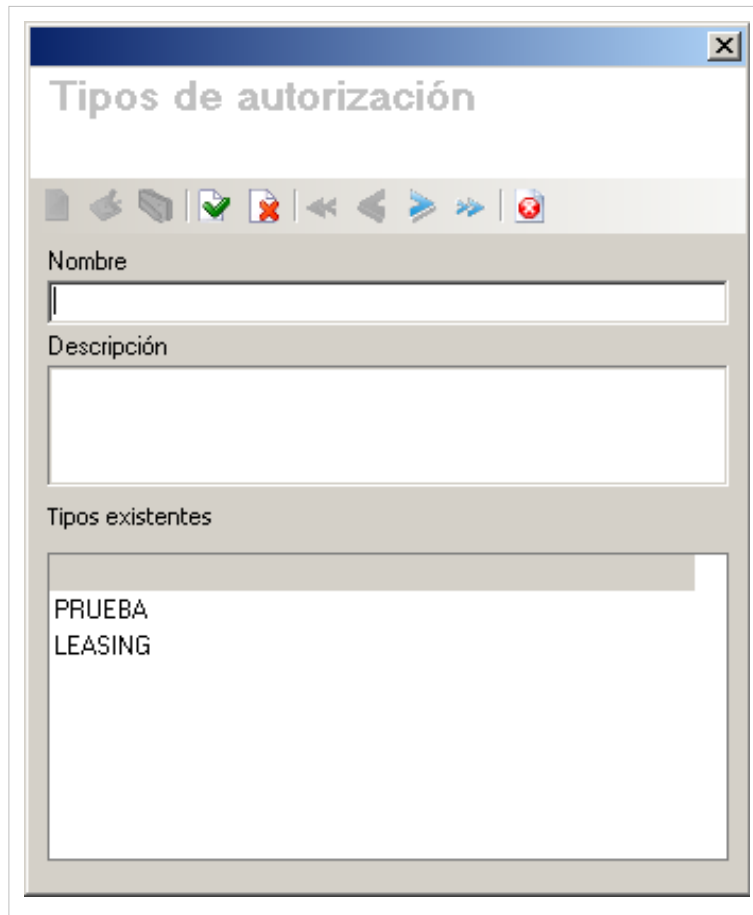 Tipos de autorización
Nombre
Descripción
Tipos existentes
PRUEBA
LEASING